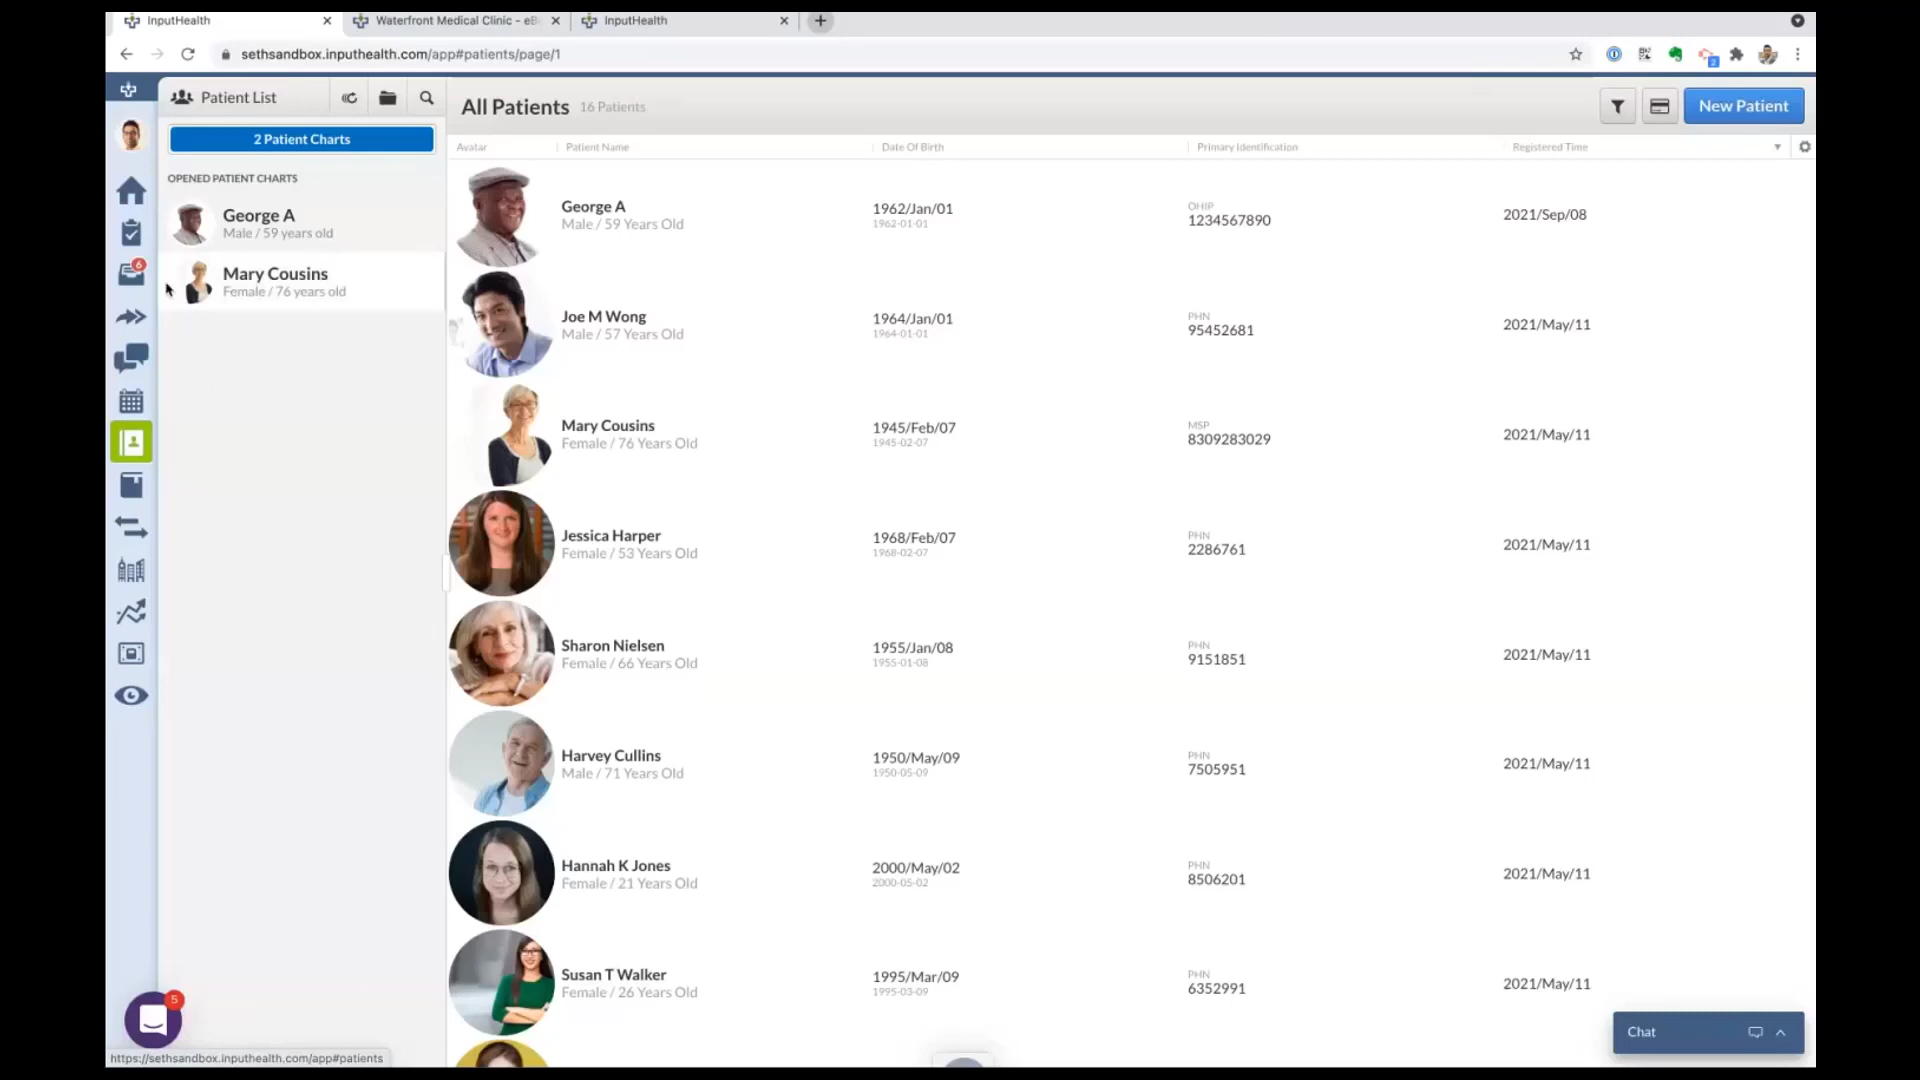 InputHealth
Waterfront Medical Clinic - eB
InputHealth
sethsandbox.inputhealth.com/app#patients/page/1
2
Patient List
All Patients 16 Patients
New Patient
2 Patient Charts
Avatar
Patient Name
Date Of Birth
Primary Identification
Registered Time
OPENED PATIENT CHARTS
George A
Male / 59 years old
Mary Cousins
Female / 76 years old
6
George A
Male / 59 Years Old
1962/Jan/01
1962-01-01
OHIP
1234567890
2021/Sep/08
Joe M Wong
Male / 57 Years Old
1964/Jan/01
1964-01-01
PHN
95452681
2021/May/11
Mary Cousins
Female / 76 Years Old
1945/Feb/07
1945-02-07
MSP
8309283029
2021/May/11
Jessica Harper
Female / 53 Years Old
1968/Feb/07
1968-02-07
PHN
2286761
2021/May/11
Sharon Nielsen
Female / 66 Years Old
1955/Jan/08
1955-01-08
PHN
9151851
2021/May/11
Harvey Cullins
Male / 71 Years Old
1950/May/09
1950-05-09
PHN
7505951
2021/May/11
Hannah K Jones
Female / 21 Years Old
2000/May/02
2000-05-02
PHN
8506201
2021/May/11
Susan T Walker
Female / 26 Years Old
1995/Mar/09
1995-03-09
PHN
6352991
2021/May/11
5
Chat
https://sethsandbox.inputhealth.com/app#patients